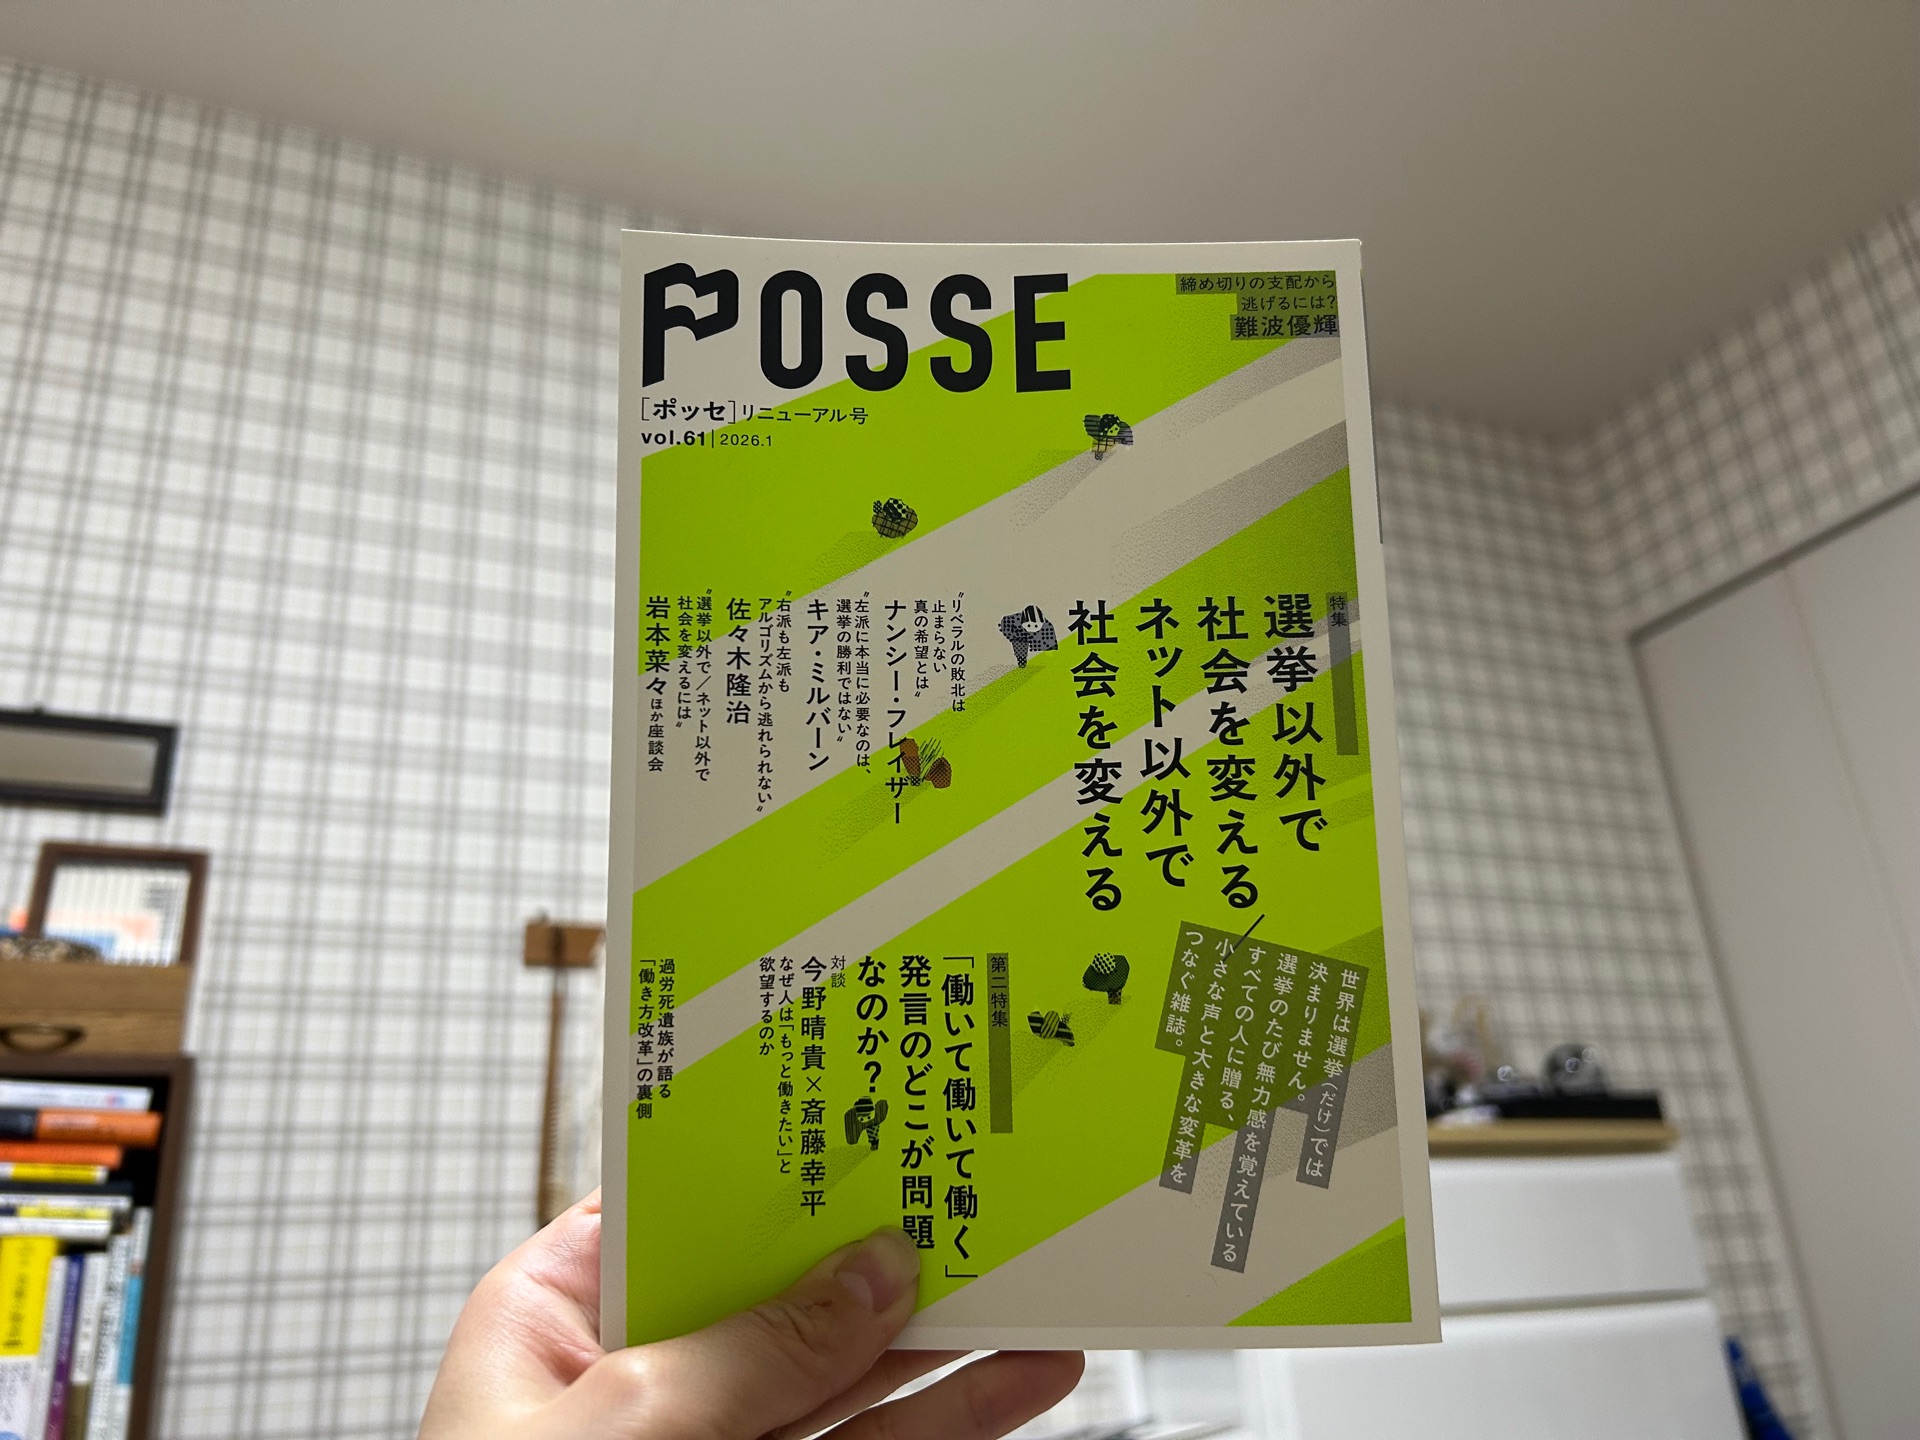 POSSE
[ポッセ]リニューアル号
vol.61|2026.1
締め切りの支配から
逃げるには?
難波優輝
特集
選挙以外で
社会を変える/
ネット以外で
社会を変える
世界は選挙(だけ)では
決まりません。
選挙のたび無力感を覚えている
すべての人に贈る、
小さな声と大きな変革を
つなぐ雑誌。
"リベラルの敗北は
止まらない
真の希望とは"
ナンシー・フレイザー
"左派に本当に必要なのは、
選挙の勝利ではない"
キア・ミルバーン
"右派も左派も
アルゴリズムから逃れられない"
佐々木隆治
"選挙以外で/ネット以外で
社会を変えるには"
岩本菜々ほか座談会
第二特集
「働いて働いて働く」
発言のどこが問題
なのか?
対談
今野晴貴×斎藤幸平
なぜ人は「もっと働きたい」と
欲望するのか
過労死遺族が語る
「働き方改革」の裏側